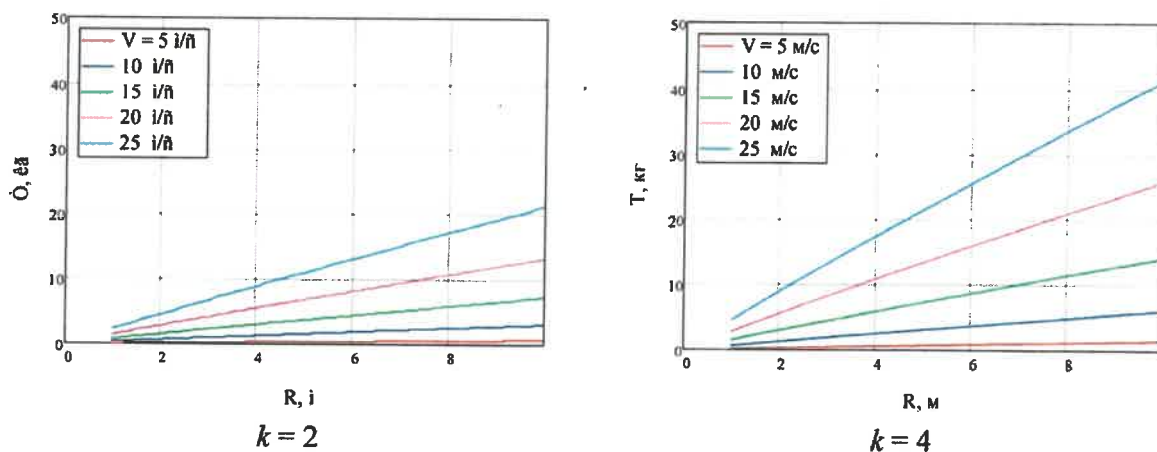 50
40
30
20
10
0
Ò, êã
V = 5 ì/ñ
10 ì/ñ
15 ì/ñ
20 ì/ñ
25 ì/ñ
0 2 4 6 8
R, ì
k = 2
50
40
30
20
10
0
T, кг
V = 5 м/с
10 м/с
15 м/с
20 м/с
25 м/с
0 2 4 6 8
R, м
k = 4